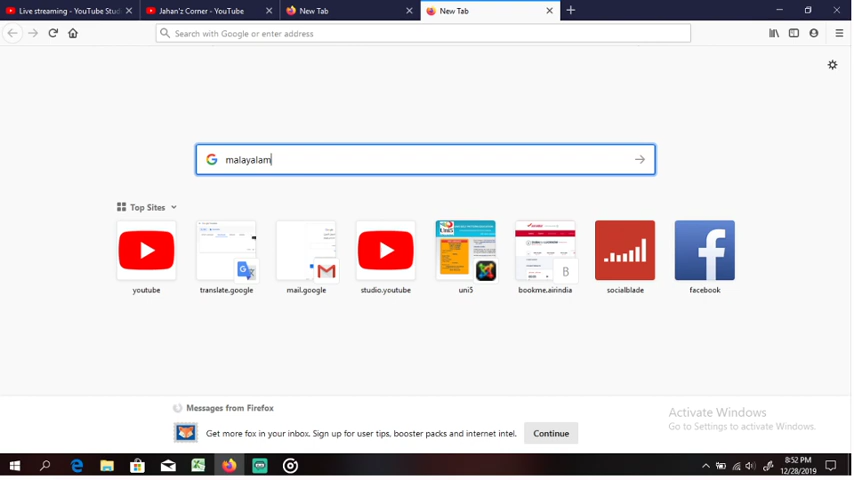 Live streaming - YouTube Stud
Jahan'z Corner - YouTube
New Tab
New Tab
Search with Google or enter address
malayalam
Top Sites
youtube
translate.google
mail.google
studio.youtube
uni5
B
bookme.airindia
socialblade
facebook
Messages from Firefox
Get more fox in your inbox. Sign up for user tips, booster packs and internet intel.
Continue
Activate Windows
Go to Settings to activate Windows.
8:52 PM
12/28/2019